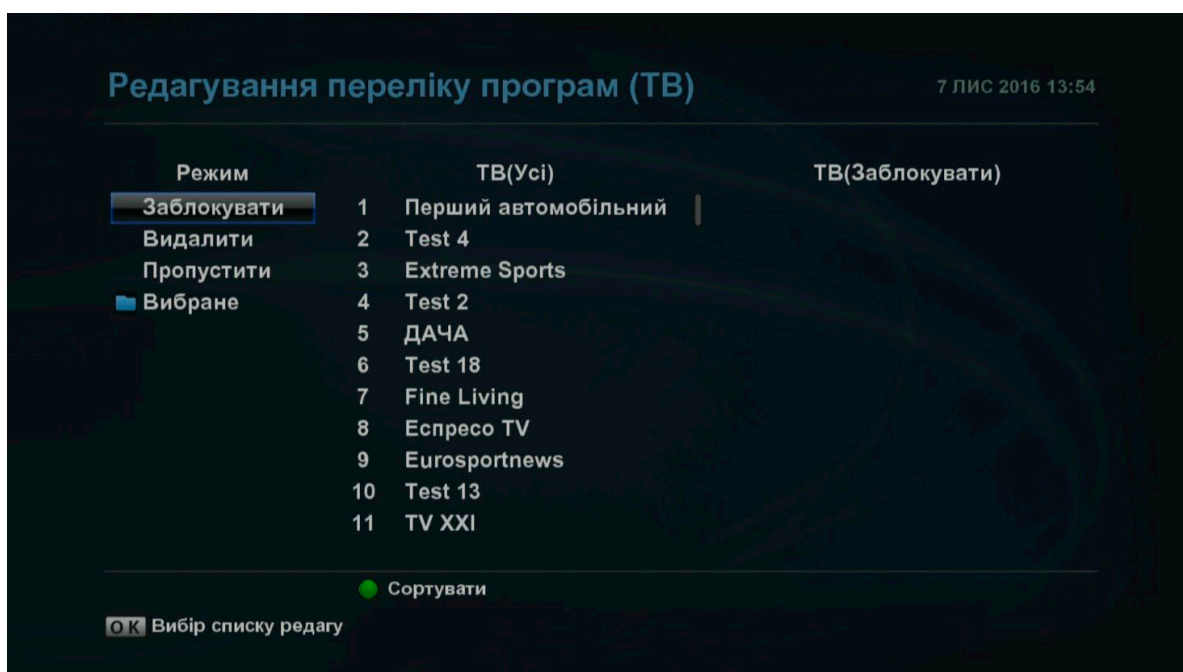 Редагування переліку програм (ТВ)
7 ЛИС 2016 13:54
Режим
ТВ(Усі)
ТВ(Заблокувати)
Заблокувати
1 Перший автомобільний
Видалити
2 Test 4
Пропустити
3 Extreme Sports
Вибране
4 Test 2
5 ДАЧА
6 Test 18
7 Fine Living
8 Еспресо TV
9 Eurosportnews
10 Test 13
11 TV XXI
Сортувати
OK Вибір списку редагу